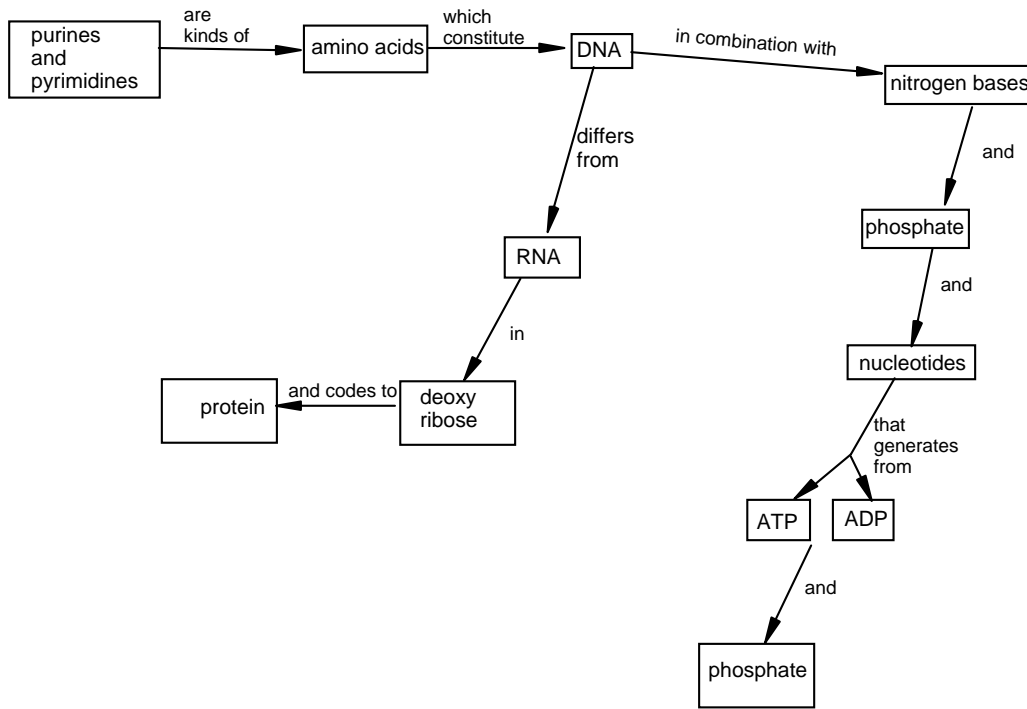 purines
and
pyrimidines
are
kinds of
amino acids
which
constitute
DNA
in combination with
nitrogen bases
differs
from
and
phosphate
RNA
and
in
nucleotides
protein
and codes to
deoxy
ribose
that
generates
from
ATP
ADP
and
phosphate